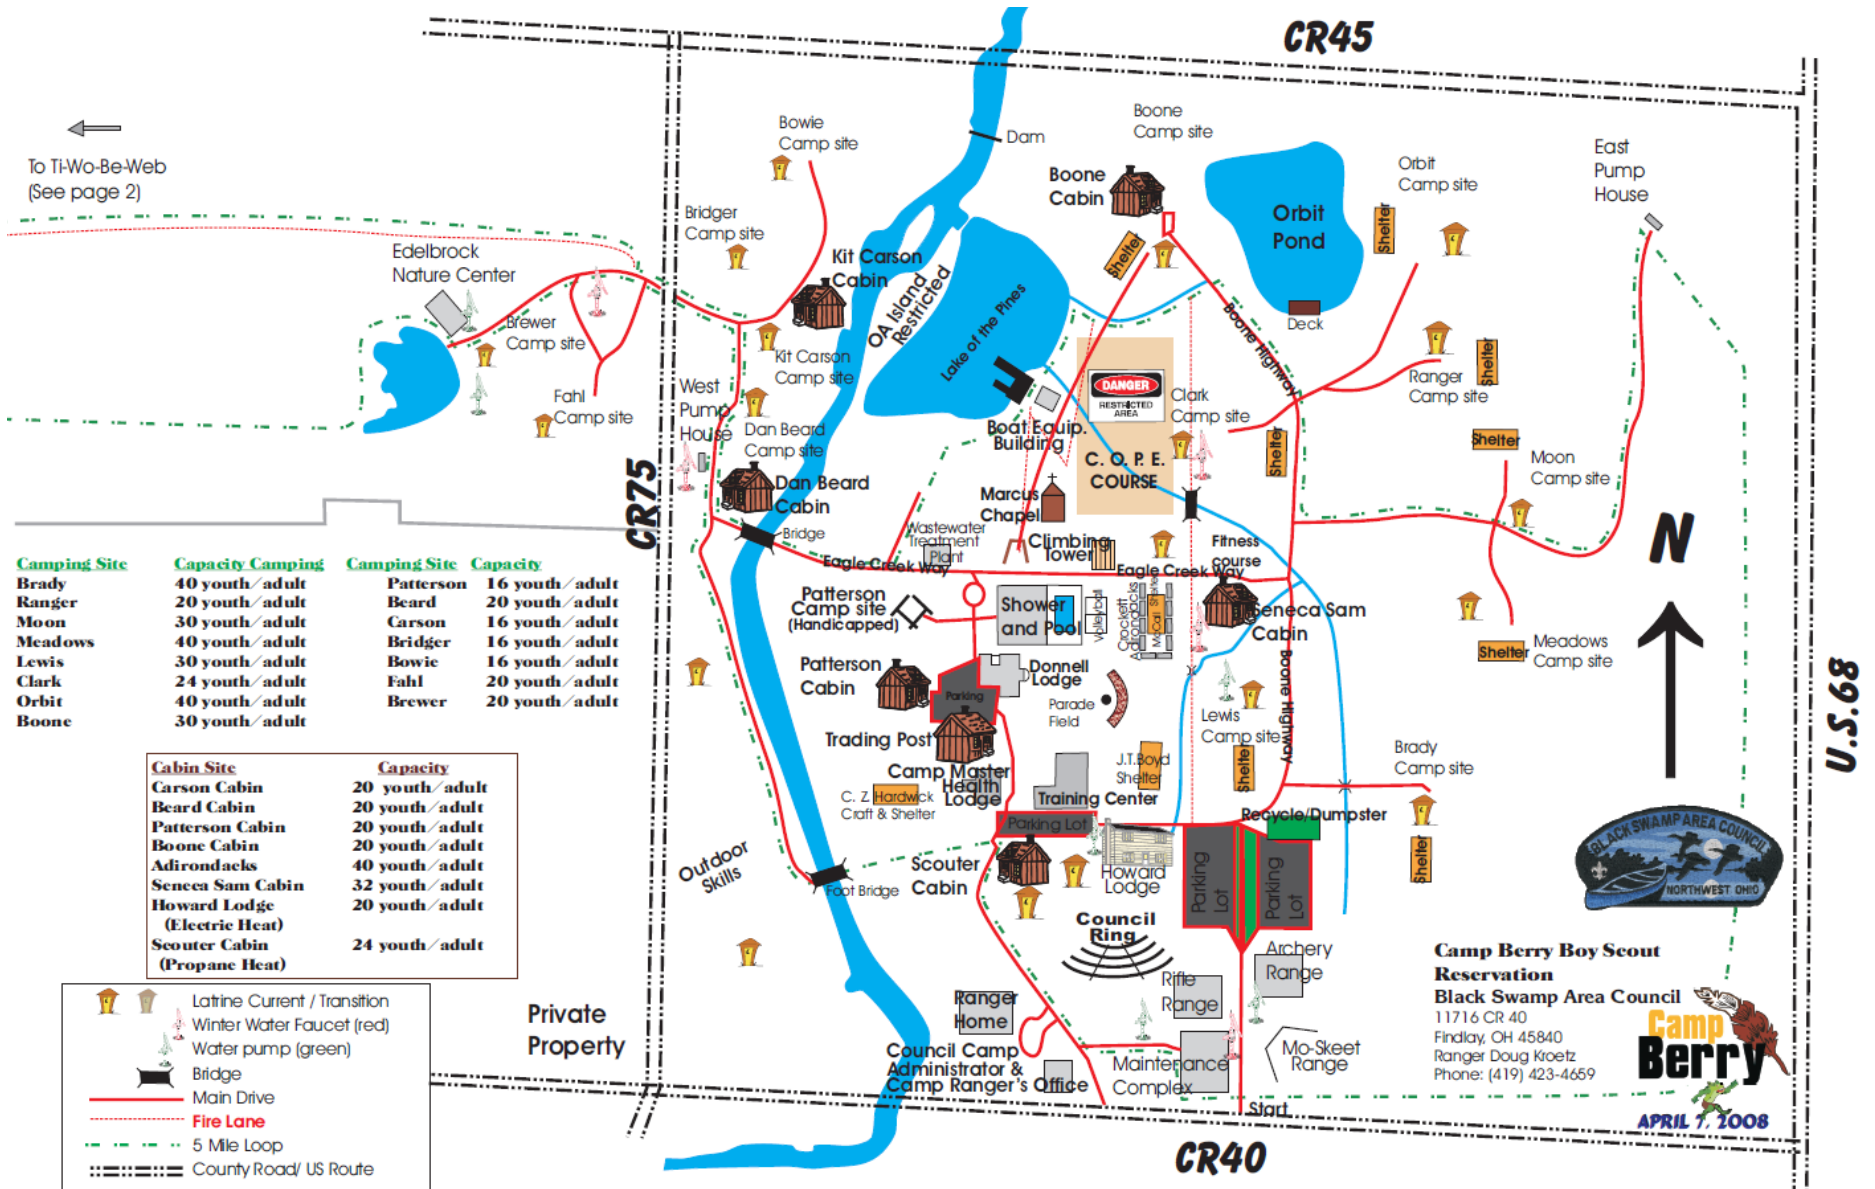 CR45
Boone
Camp site
Bowie
Camp site
Dam
East
Pump
House
To Ti-Wo-Be-Web
(See page 2)
Boone
Cabin
Orbit
Camp site
Shelter
Bridger
Camp site
Orbit
Pond
Shelter
Edelbrock
Nature Center
Kit Carson
Cabin
OA Island
Restricted
Lake of the Pines
Deck
Boone Highway
Brewer
Camp site
Kit Carson
Camp site
Shelter
DANGER
RESTRICTED
AREA
Ranger
Camp site
Clark
Camp site
West
Pump
House
Fahl
Camp site
Dan Beard
Camp site
Boat Equip.
Building
Shelter
Shelter
C. O. P. E.
COURSE
Moon
Camp site
CR75
Dan Beard
Cabin
Marcus
Chapel
Bridge
Wastewater
Treatment
Plant
Climbing
Tower
Fitness
course
Eagle Creek Way
Eagle Creek Way
N
Camping Site Capacity Camping Camping Site Capacity
Brady 40 youth/adult Patterson 16 youth/adult
Ranger 20 youth/adult Beard 20 youth/adult
Moon 30 youth/adult Carson 16 youth/adult
Meadows 40 youth/adult Bridger 16 youth/adult
Lewis 30 youth/adult Bowie 16 youth/adult
Clark 24 youth/adult Fahl 20 youth/adult
Orbit 40 youth/adult Brewer 20 youth/adult
Boone 30 youth/adult
Patterson
Camp site
(Handicapped)
Shower
and Pool
Volleyball
Crockett
Adirondacks
McCall Shelter
Seneca Sam
Cabin
Meadows
Camp site
Shelter
Patterson
Cabin
Donnell
Lodge
Parking
Parade
Field
Boone Highway
Lewis
Camp site
U.S.68
Trading Post
Shelter
J.T.Boyd
Shelter
Brady
Camp site
Cabin Site Capacity
Carson Cabin 20 youth/adult
Beard Cabin 20 youth/adult
Patterson Cabin 20 youth/adult
Boone Cabin 20 youth/adult
Adirondacks 40 youth/adult
Seneca Sam Cabin 32 youth/adult
Howard Lodge 20 youth/adult
(Electric Heat)
Scouter Cabin 24 youth/adult
(Propane Heat)
Camp Master
Health
Lodge
C. Z. Hardwick
Craft & Shelter
Training Center
Recycle/Dumpster
Parking Lot
Shelter
BLACK SWAMP AREA COUNCIL
NORTHWEST OHIO
Outdoor
Skills
Foot Bridge
Scouter
Cabin
Howard
Lodge
Parking
Lot
Parking
Lot
Council
Ring
Archery
Range
Rifle
Range
Camp Berry Boy Scout
Reservation
Black Swamp Area Council
11716 CR 40
Findlay, OH 45840
Ranger Doug Kroetz
Phone: (419) 423-4659
Camp
Berry
APRIL 7, 2008
Latrine Current / Transition
Winter Water Faucet (red)
Water pump (green)
Bridge
Main Drive
Fire Lane
5 Mile Loop
County Road/ US Route
Private
Property
Ranger
Home
Council Camp
Administrator &
Camp Ranger's Office
Maintenance
Complex
Mo-Skeet
Range
Start
CR40